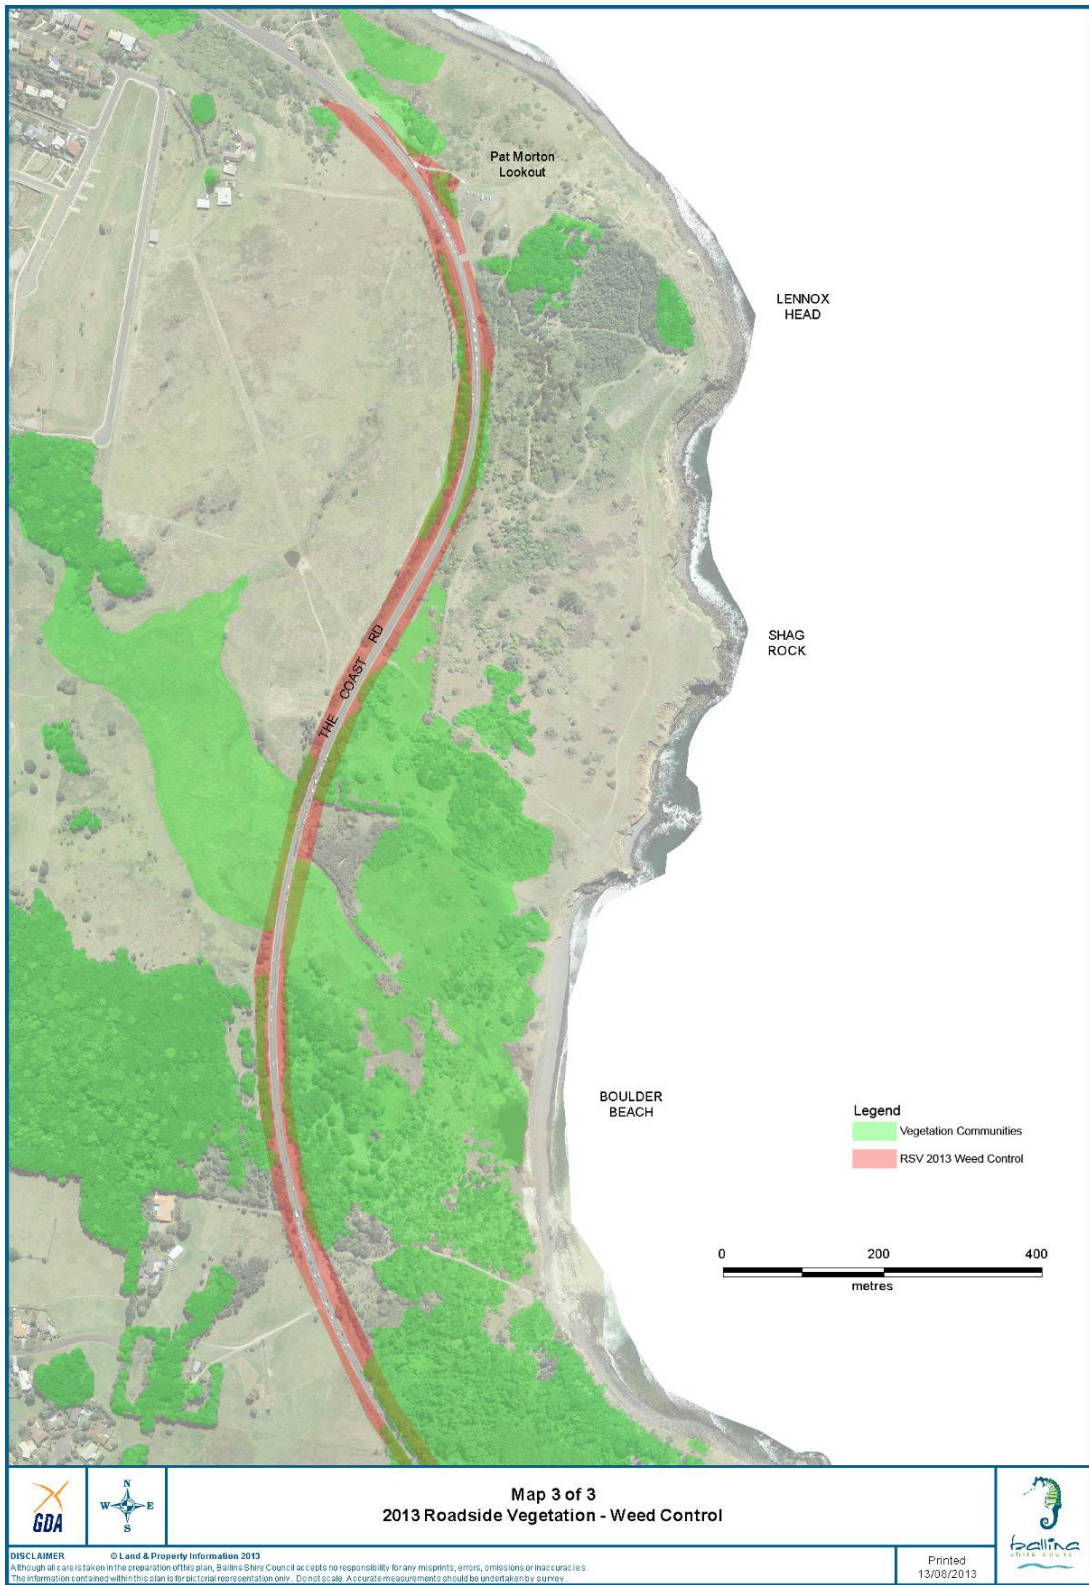 Pat Morton
Lookout
LENNOX
HEAD
THE COAST RD
SHAG
ROCK
BOULDER
BEACH
Legend
Vegetation Communities
RSV 2013 Weed Control
0 200 400
metres
GDA
N
W E
S
Map 3 of 3
2013 Roadside Vegetation - Weed Control
ballina
shire council
DISCLAIMER © Land & Property Information 2013
Although all care is taken in the preparation of this plan, Ballina Shire Council accepts no responsibility for any misprints, errors, omissions or inaccuracies.
The information contained within this plan is for pictorial representation only. Do not scale. Accurate measurements should be undertaken by survey.
Printed
13/08/2013